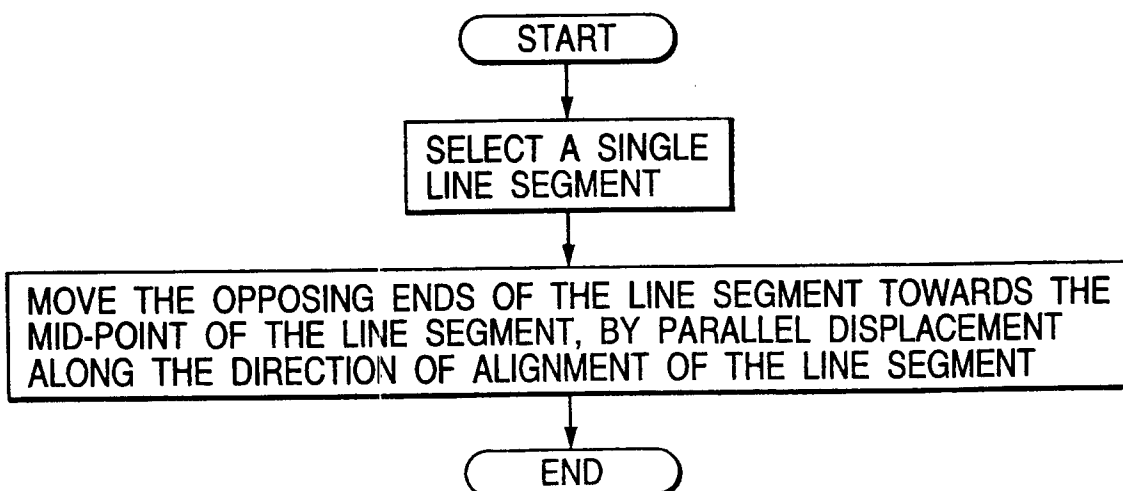 START
SELECT A SINGLE
LINE SEGMENT
MOVE THE OPPOSING ENDS OF THE LINE SEGMENT TOWARDS THE
MID-POINT OF THE LINE SEGMENT, BY PARALLEL DISPLACEMENT
ALONG THE DIRECTION OF ALIGNMENT OF THE LINE SEGMENT
END